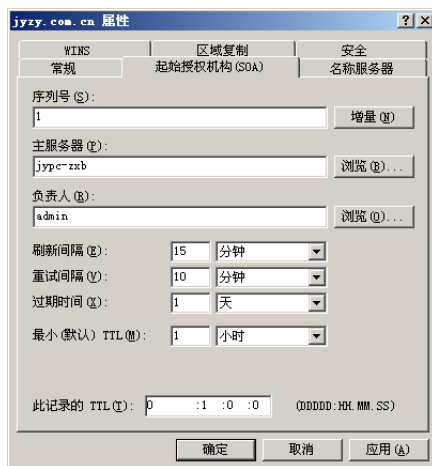 jyzy.com.cn 属性
WINS 区域复制 安全
常规 起始授权机构(SOA) 名称服务器
序列号(S):
1 增量(N)
主服务器(P):
jypc-zxb 浏览(B)...
负责人(R):
admin 浏览(O)...
刷新间隔(E): 15 分钟
重试间隔(V): 10 分钟
过期时间(X): 1 天
最小(默认) TTL(M): 1 小时
此记录的 TTL(T): 0 :1 :0 :0 (DDDDD:HH.MM.SS)
确定 取消 应用(A)